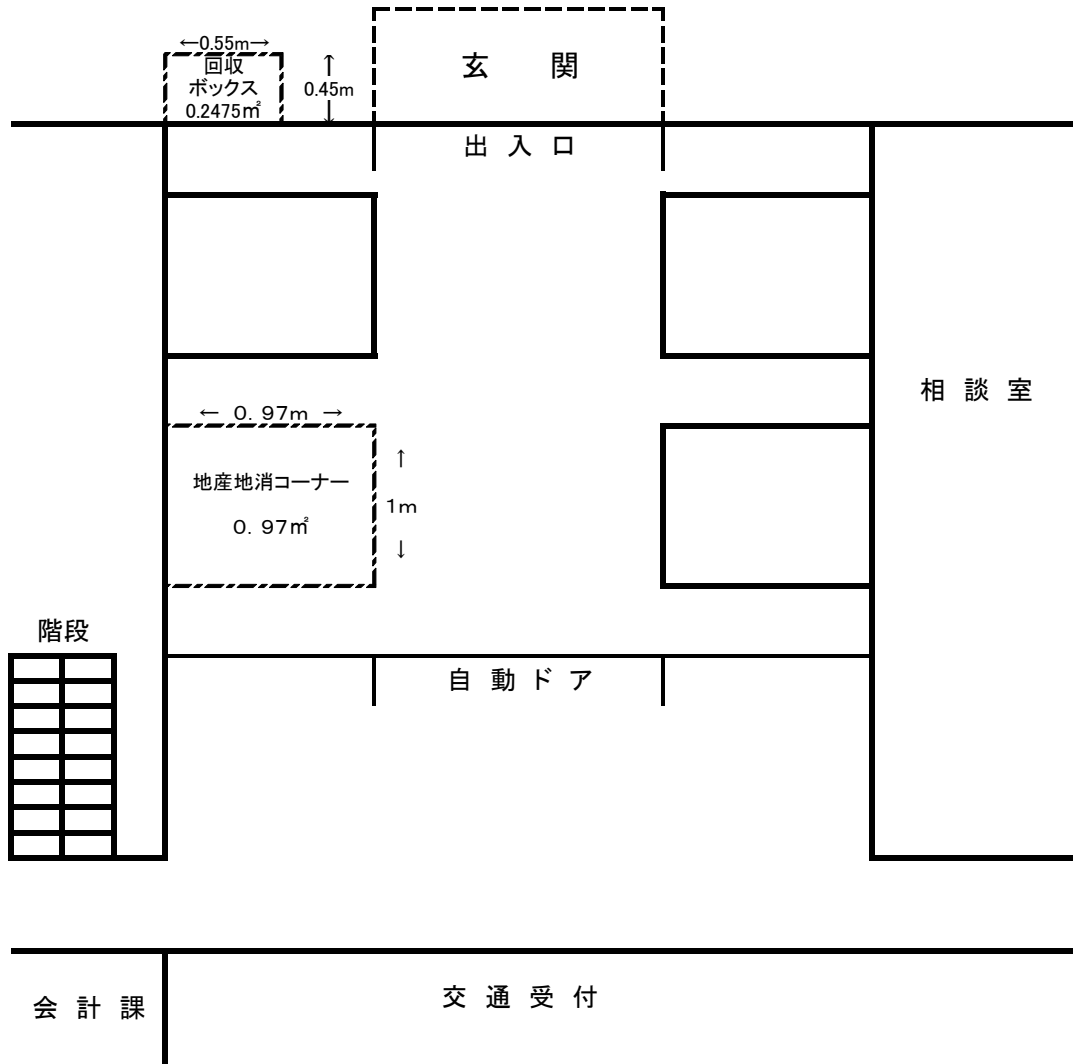 ←0.55m→
回収
ボックス
0.2475㎡
↑
0.45m
↓
玄　関
出 入 口
← 0.97m →
地産地消コーナー
0.97㎡
↑
1m
↓
相 談 室
階段
自 動 ド ア
会 計 課
交 通 受 付